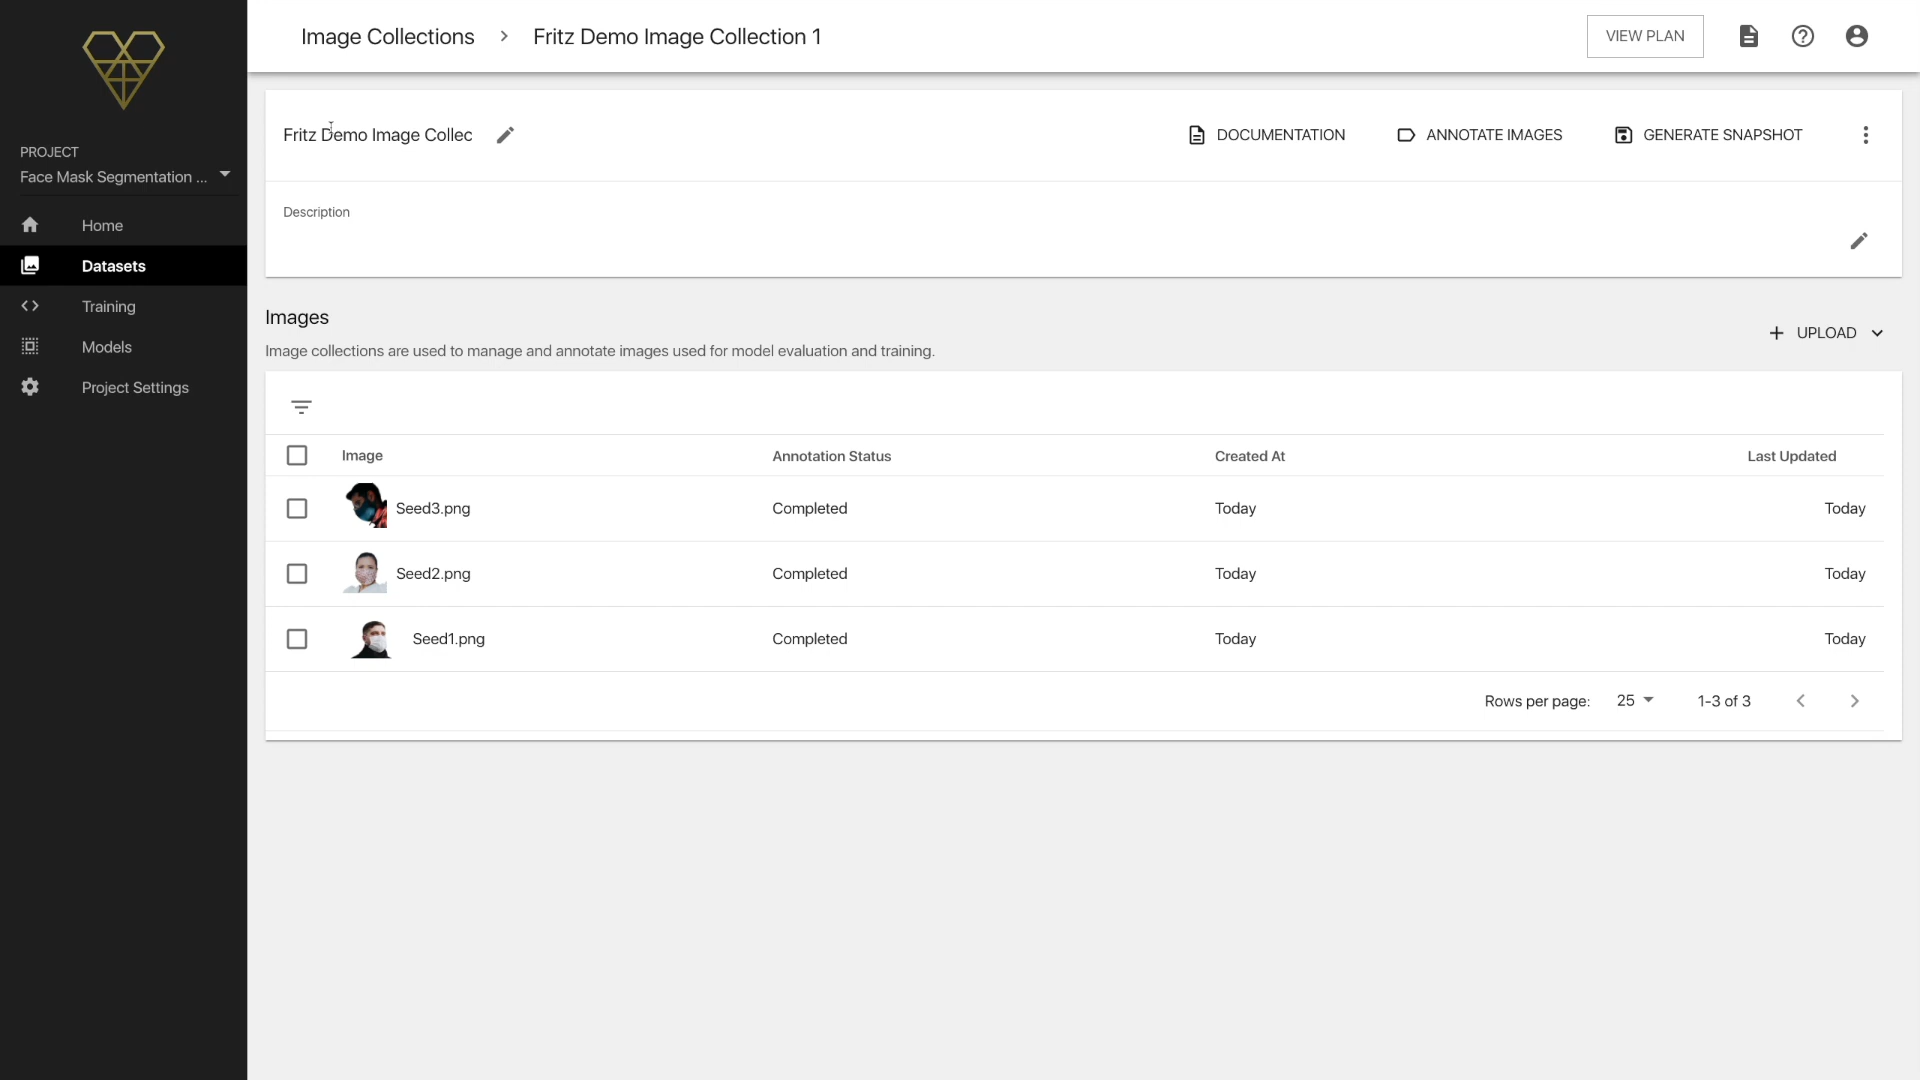 Image Collections > Fritz Demo Image Collection 1
VIEW PLAN
PROJECT
Face Mask Segmentation ...
Home
Datasets
Training
Models
Project Settings
Fritz Demo Image Collec
DOCUMENTATION
ANNOTATE IMAGES
GENERATE SNAPSHOT
Description
Images
Image collections are used to manage and annotate images used for model evaluation and training.
+ UPLOAD
Image Annotation Status Created At Last Updated
Seed3.png Completed Today Today
Seed2.png Completed Today Today
Seed1.png Completed Today Today
Rows per page: 25 1-3 of 3